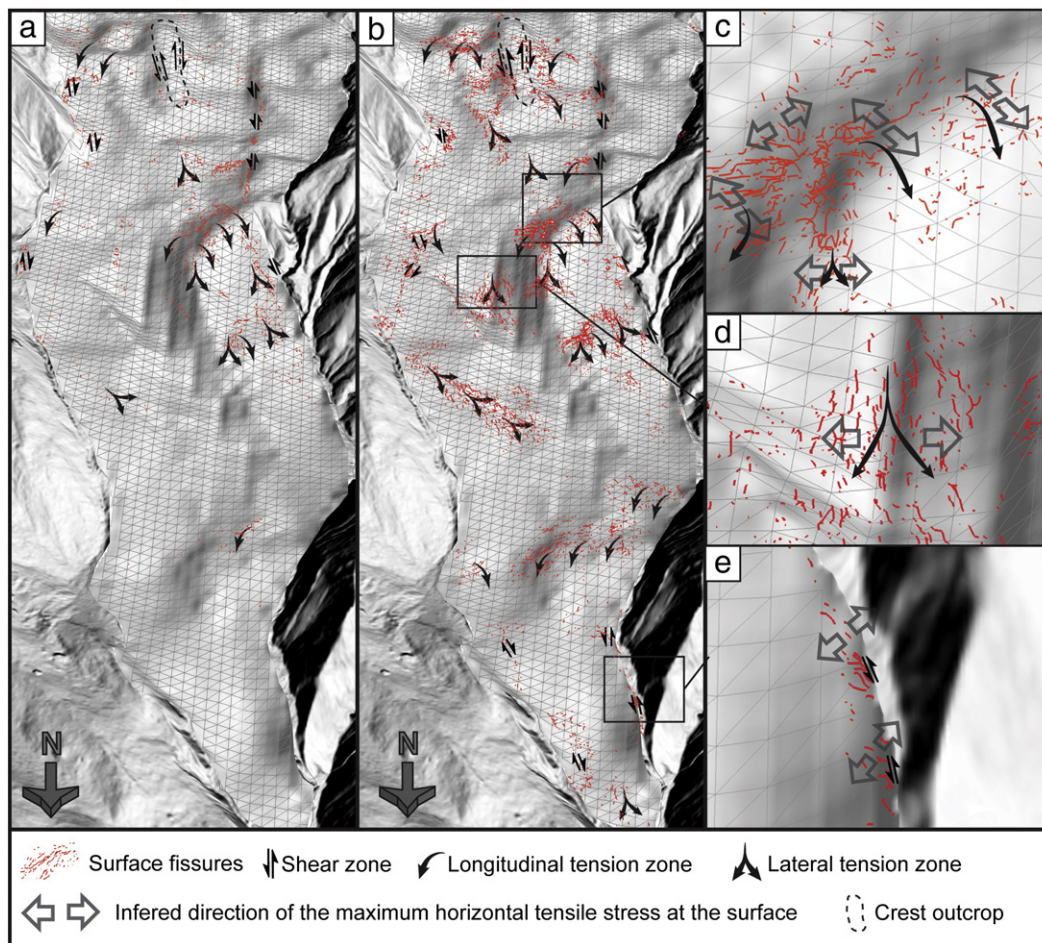 a
b
c
d
e
N
N
Surface fissures
Shear zone
Longitudinal tension zone
Lateral tension zone
Infered direction of the maximum horizontal tensile stress at the surface
Crest outcrop